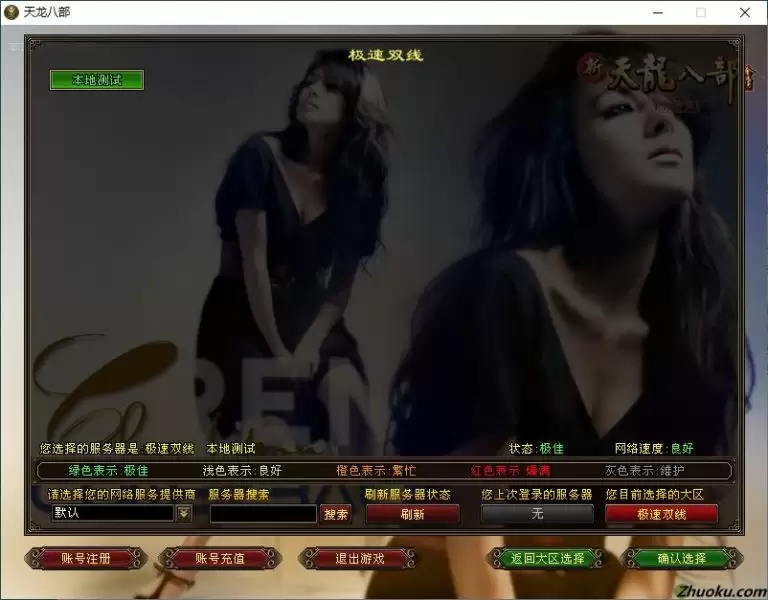 天龙八部
极速双线
本地测试
新天龍八部
您选择的服务器是:极速双线 本地测试 状态:极佳 网络速度:良好
绿色表示:极佳 浅色表示:良好 橙色表示:繁忙 红色表示:爆满 灰色表示:维护
请选择您的网络服务提供商 服务器搜索 刷新服务器状态 您上次登录的服务器 您目前选择的大区
默认 搜索 刷新 无 极速双线
账号注册 账号充值 退出游戏 返回大区选择 确认选择
Zhuoku.com